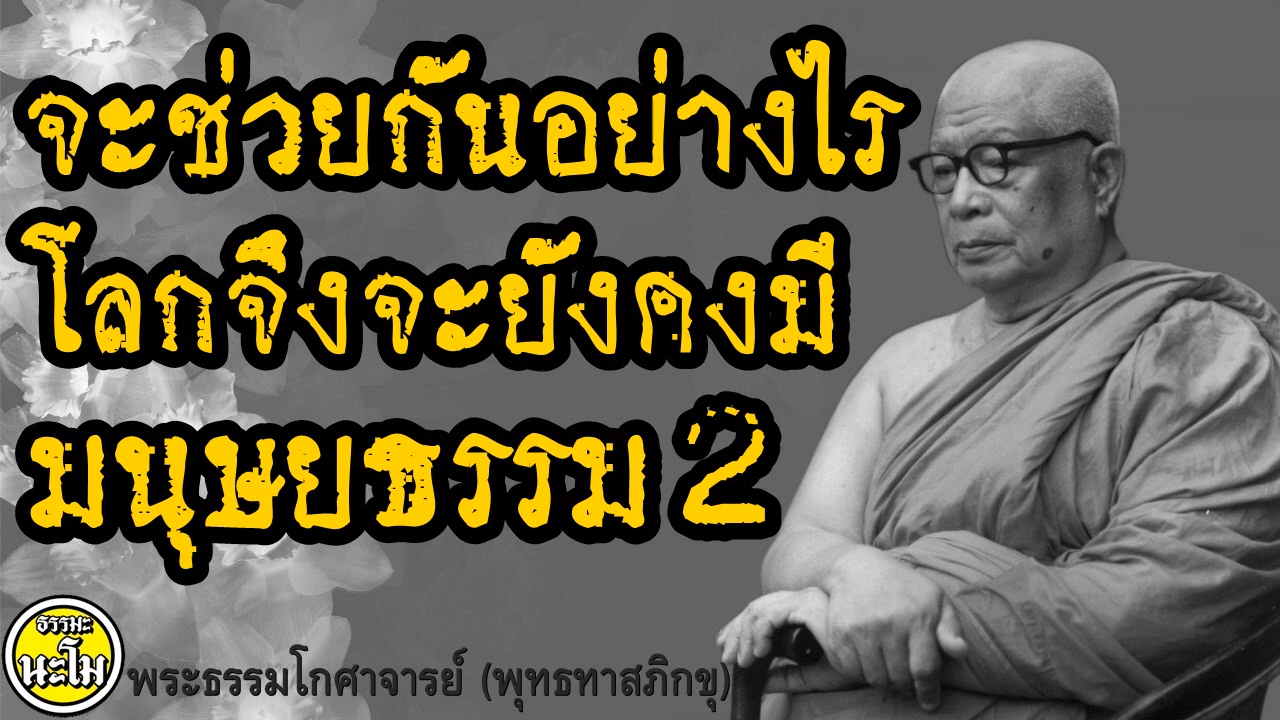 จะช่วยกันอย่างไร
โลกจึงจะยังคงมี
มนุษยธรรม 2
ธรรมะ
นะโม
พระธรรมโกศาจารย์ (พุทธทาสภิกขุ)